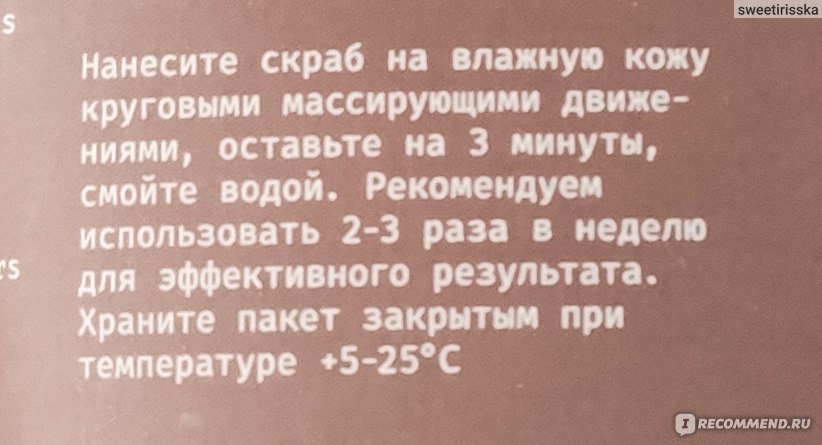 sweetirisska
s
Нанесите скраб на влажную кожу
круговыми массирующими движе-
ниями, оставьте на 3 минуты,
смойте водой. Рекомендуем
использовать 2-3 раза в неделю
rs
для эффективного результата.
Храните пакет закрытым при
температуре +5-25°C
I RECOMMEND.RU